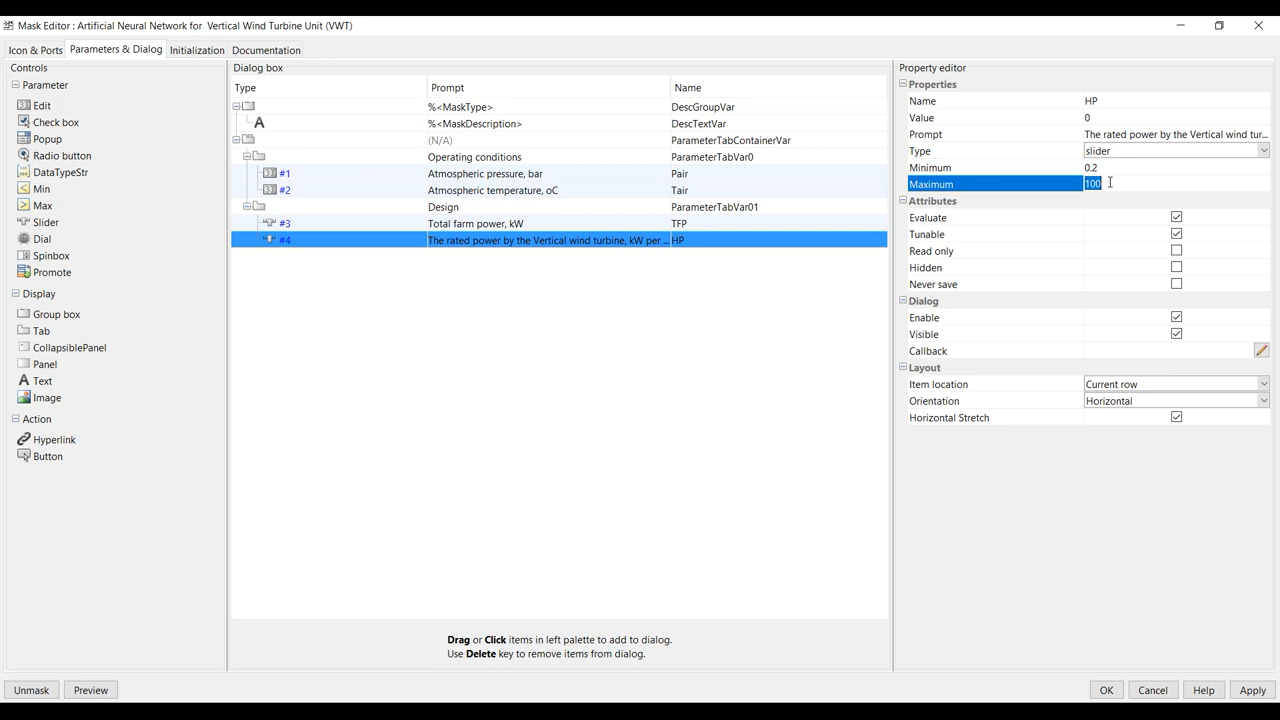 Mask Editor : Artificial Neural Network for  Vertical Wind Turbine Unit (VWT)
Icon & Ports Parameters & Dialog Initialization Documentation
Controls
Parameter
Edit
Check box
Popup
Radio button
DataTypeStr
Min
Max
Slider
Dial
Spinbox
Promote
Display
Group box
Tab
CollapsiblePanel
Panel
A Text
Image
Action
Hyperlink
Button
Dialog box
Type Prompt Name
%<MaskType> DescGroupVar
A %<MaskDescription> DescTextVar
(N/A) ParameterTabContainerVar
Operating conditions ParameterTabVar0
#1 Atmospheric pressure, bar Pair
#2 Atmospheric temperature, oC Tair
Design ParameterTabVar01
#3 Total farm power, kW TFP
#4 The rated power by the Vertical wind turbine, kW per ... HP
Drag or Click items in left palette to add to dialog.
Use Delete key to remove items from dialog.
Property editor
Properties
Name HP
Value 0
Prompt The rated power by the Vertical wind tur...
Type slider
Minimum 0.2
Maximum 100
Attributes
Evaluate
Tunable
Read only
Hidden
Never save
Dialog
Enable
Visible
Callback
Layout
Item location Current row
Orientation Horizontal
Horizontal Stretch
Unmask Preview OK Cancel Help Apply